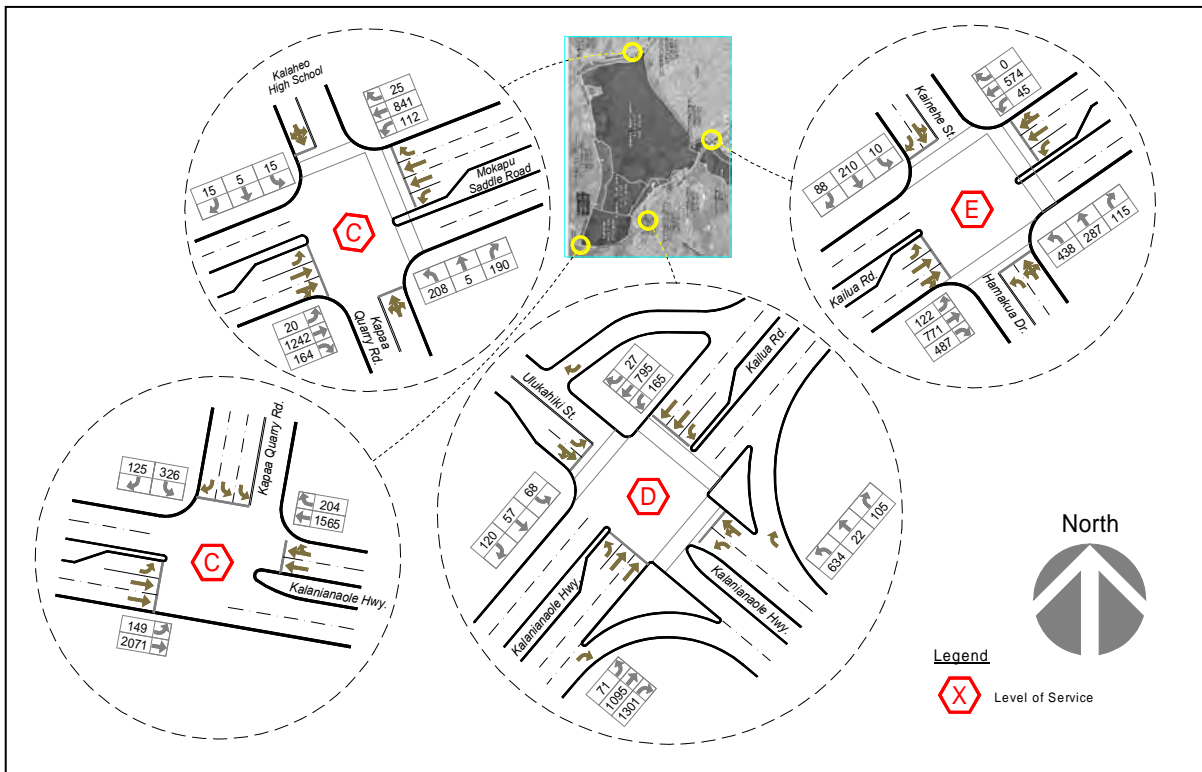 Kalaheo
High School
25
841
112
15 5 15
Mokapu
Saddle Road
C
208 5 190
20
1242
164
Kapaa
Quarry Rd.
0
574
45
Kainehe St.
88 210 10
E
438 287 115
Kailua Rd.
Hamakua Dr.
122
771
487
Kapaa Quarry Rd.
125 326
204
1565
C
Kalanianaole Hwy.
149
2071
27
795
165
Kailua Rd.
Ulukahiki St.
120 57 68
D
634 22 105
Kalanianaole Hwy.
Kalanianaole Hwy.
71
1095
1301
North
Legend
X Level of Service